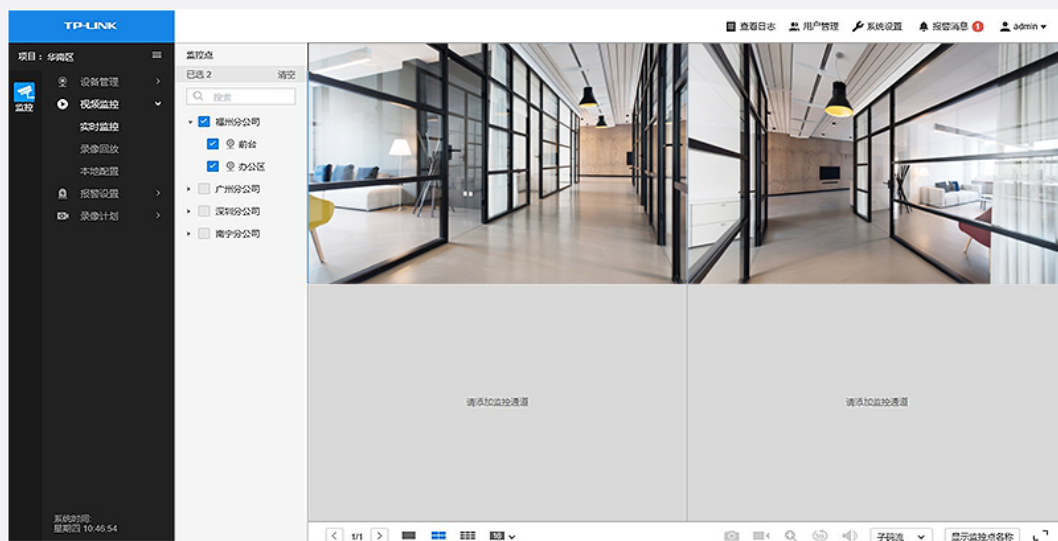 TP-LINK
查看日志 用户管理 系统设置 报警消息 1 admin
项目：华南区
监控
设备管理
视频监控
实时监控
录像回放
本地配置
报警设置
录像计划
系统时间:
星期四 10:46:54
监控点
已选 2 清空
搜索
福州分公司
前台
办公区
广州分公司
深圳分公司
南宁分公司
请添加监控通道
请添加监控通道
1/1 16 子码流 显示监控点名称